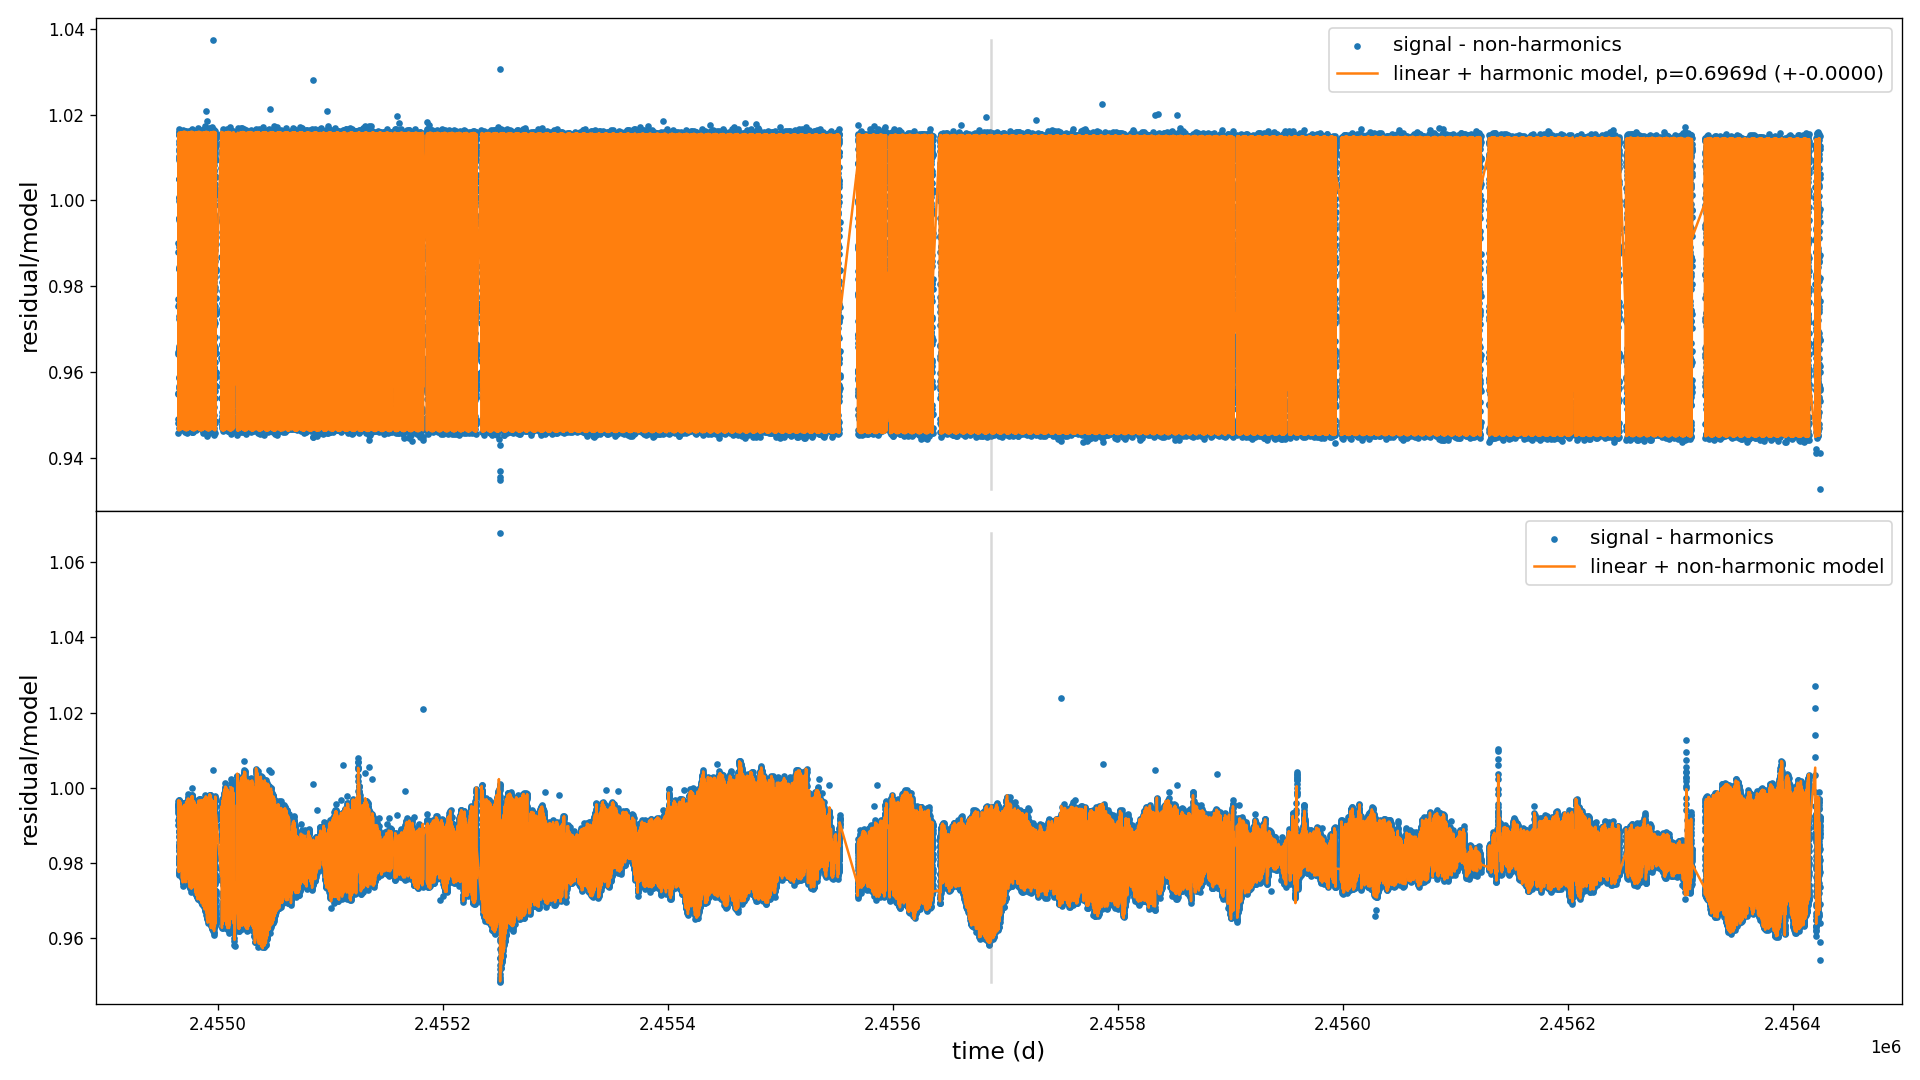 1.04
1.02
1.00
0.98
0.96
0.94
residual/model
signal - non-harmonics
linear + harmonic model, p=0.6969d (+-0.0000)
1.06
1.04
1.02
1.00
0.98
0.96
residual/model
signal - harmonics
linear + non-harmonic model
2.4550 2.4552 2.4554 2.4556 2.4558 2.4560 2.4562 2.4564
1e6
time (d)